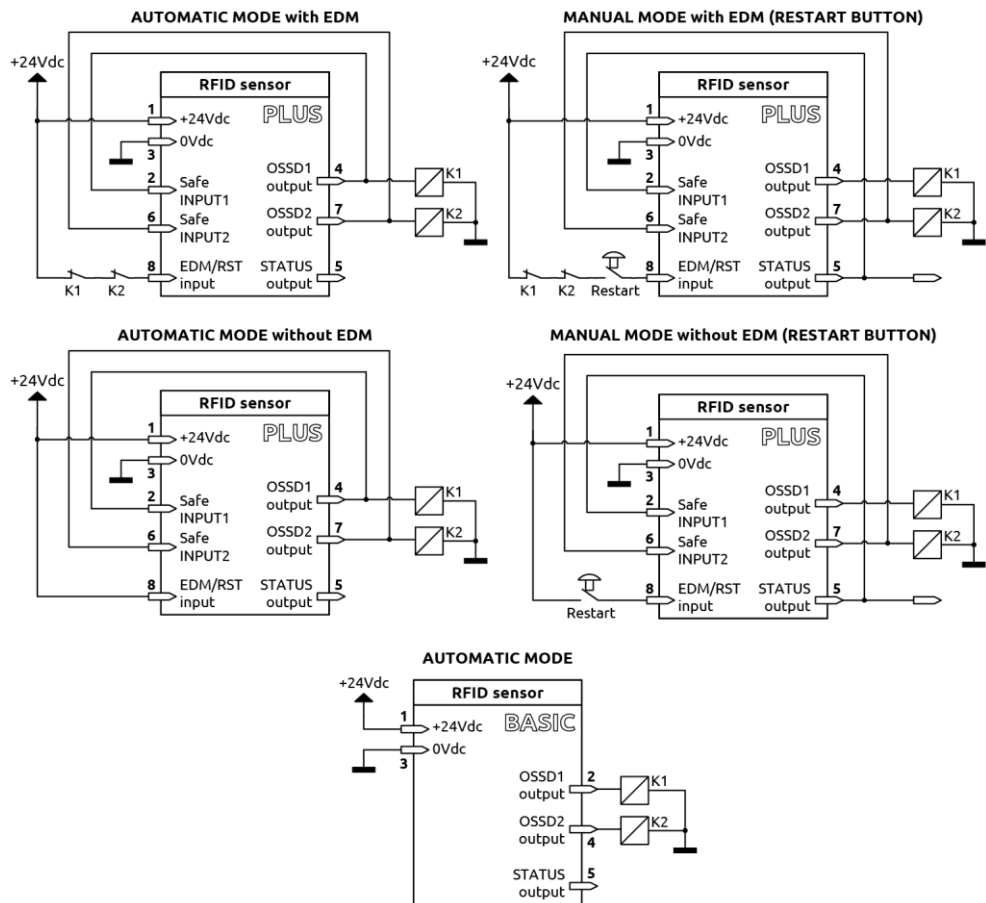 AUTOMATIC MODE with EDM
+24Vdc
RFID sensor
PLUS
1
+24Vdc
0Vdc
3
OSSD1
output
4
K1
2
Safe
INPUT1
OSSD2
output
7
K2
6
Safe
INPUT2
8
EDM/RST
input
STATUS
output
5
K1
K2
MANUAL MODE with EDM (RESTART BUTTON)
+24Vdc
RFID sensor
PLUS
1
+24Vdc
0Vdc
3
OSSD1
output
4
K1
2
Safe
INPUT1
OSSD2
output
7
K2
6
Safe
INPUT2
8
EDM/RST
input
STATUS
output
5
K1
K2
Restart
AUTOMATIC MODE without EDM
+24Vdc
RFID sensor
PLUS
1
+24Vdc
0Vdc
3
OSSD1
output
4
K1
2
Safe
INPUT1
OSSD2
output
7
K2
6
Safe
INPUT2
8
EDM/RST
input
STATUS
output
5
MANUAL MODE without EDM (RESTART BUTTON)
+24Vdc
RFID sensor
PLUS
1
+24Vdc
0Vdc
3
OSSD1
output
4
K1
2
Safe
INPUT1
OSSD2
output
7
K2
6
Safe
INPUT2
8
EDM/RST
input
STATUS
output
5
Restart
AUTOMATIC MODE
+24Vdc
RFID sensor
BASIC
1
+24Vdc
0Vdc
3
OSSD1
output
2
K1
OSSD2
output
4
K2
STATUS
output
5